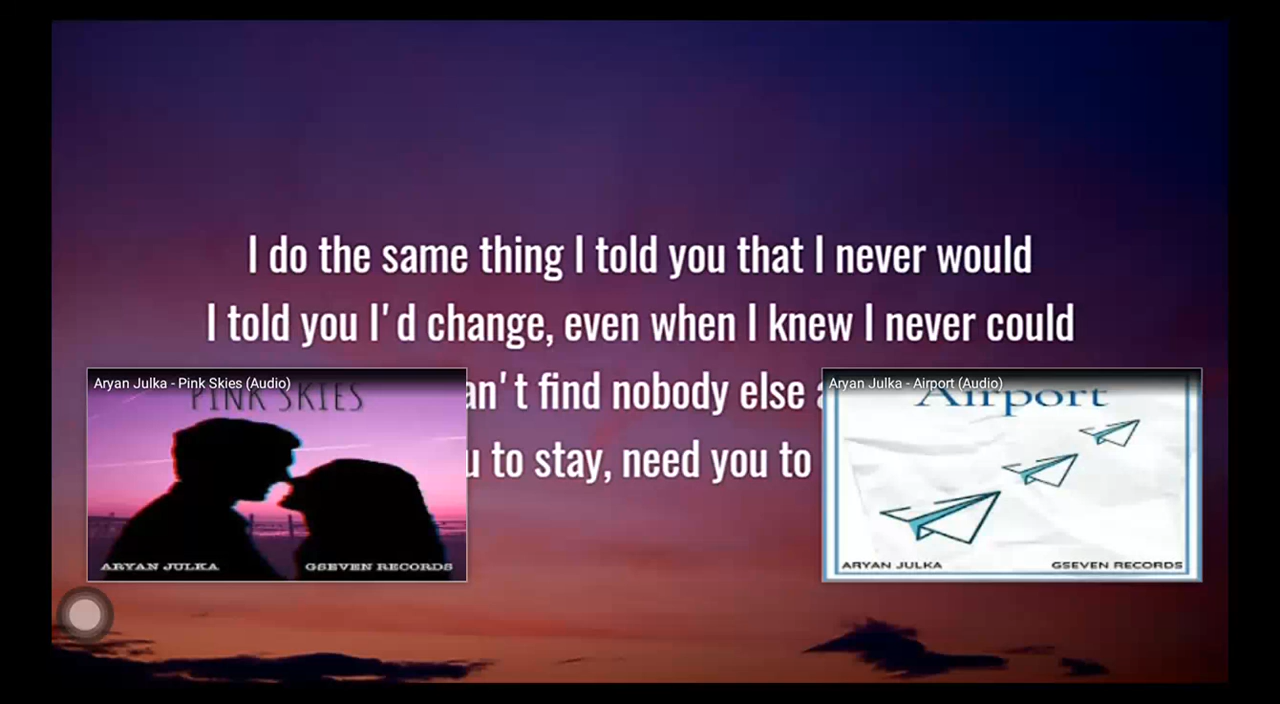 I do the same thing I told you that I never would
I told you I'd change, even when I knew I never could
an't find nobody else a
u to stay, need you to
Aryan Julka - Pink Skies (Audio)
PINK SKIES
ARYAN JULKA
GSEVEN RECORDS
Aryan Julka - Airport (Audio)
Airport
ARYAN JULKA
GSEVEN RECORDS